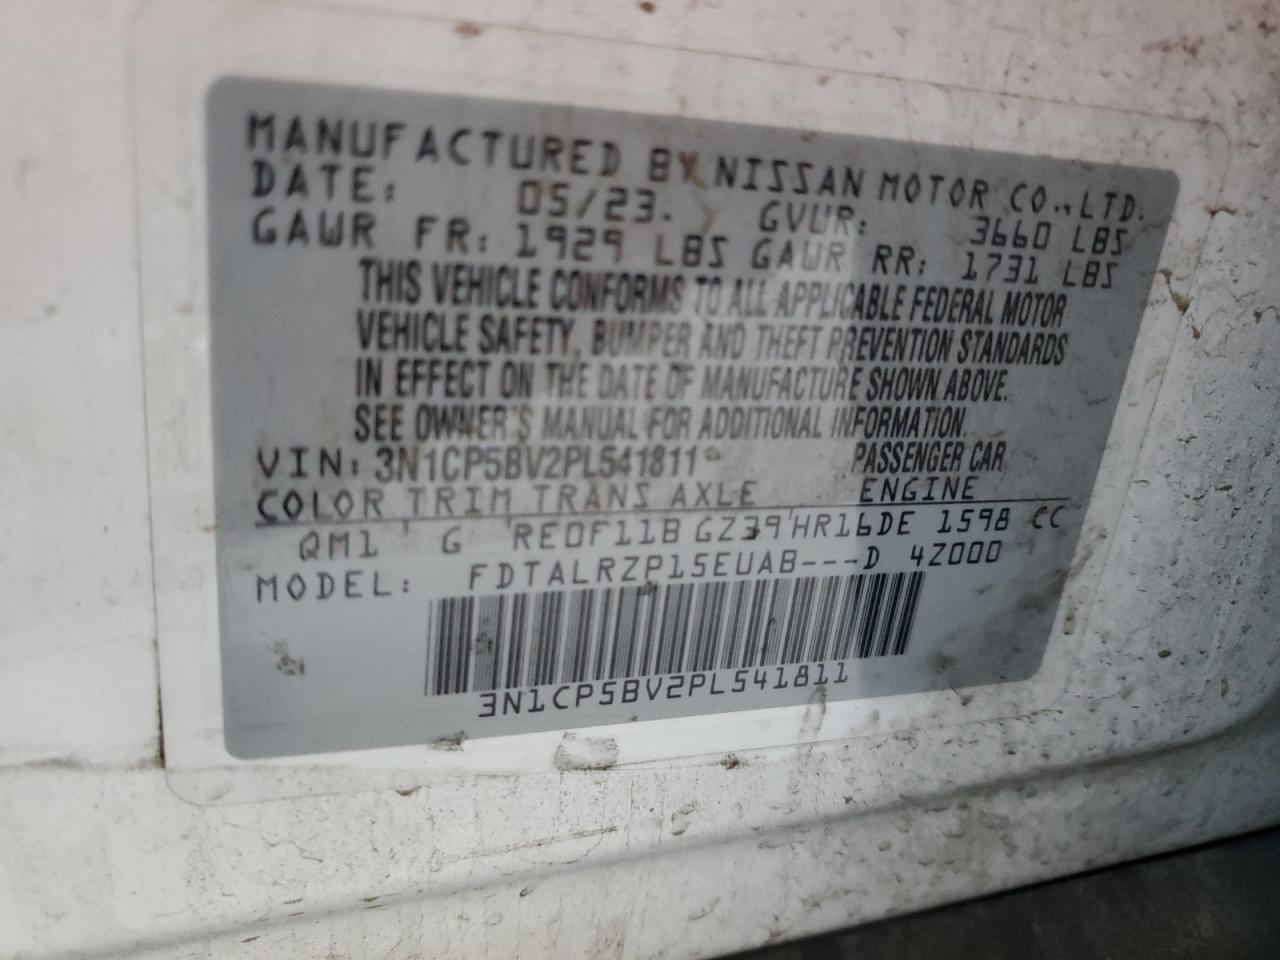 MANUFACTURED BY NISSAN MOTOR CO., LTD.
DATE: 05/23. GVWR: 3660 LBS
GAWR FR: 1929 LBS GAWR RR: 1731 LBS
THIS VEHICLE CONFORMS TO ALL APPLICABLE FEDERAL MOTOR
VEHICLE SAFETY, BUMPER AND THEFT PREVENTION STANDARDS
IN EFFECT ON THE DATE OF MANUFACTURE SHOWN ABOVE.
SEE OWNER'S MANUAL FOR ADDITIONAL INFORMATION.
VIN: 3N1CP5BV2PL541811 PASSENGER CAR
COLOR TRIM TRANS AXLE ENGINE
QM1 G RE0F11B GZ39 HR16DE 1598 CC
MODEL: FDTALRZP15EUAB---D 4Z000
3N1CP5BV2PL541811